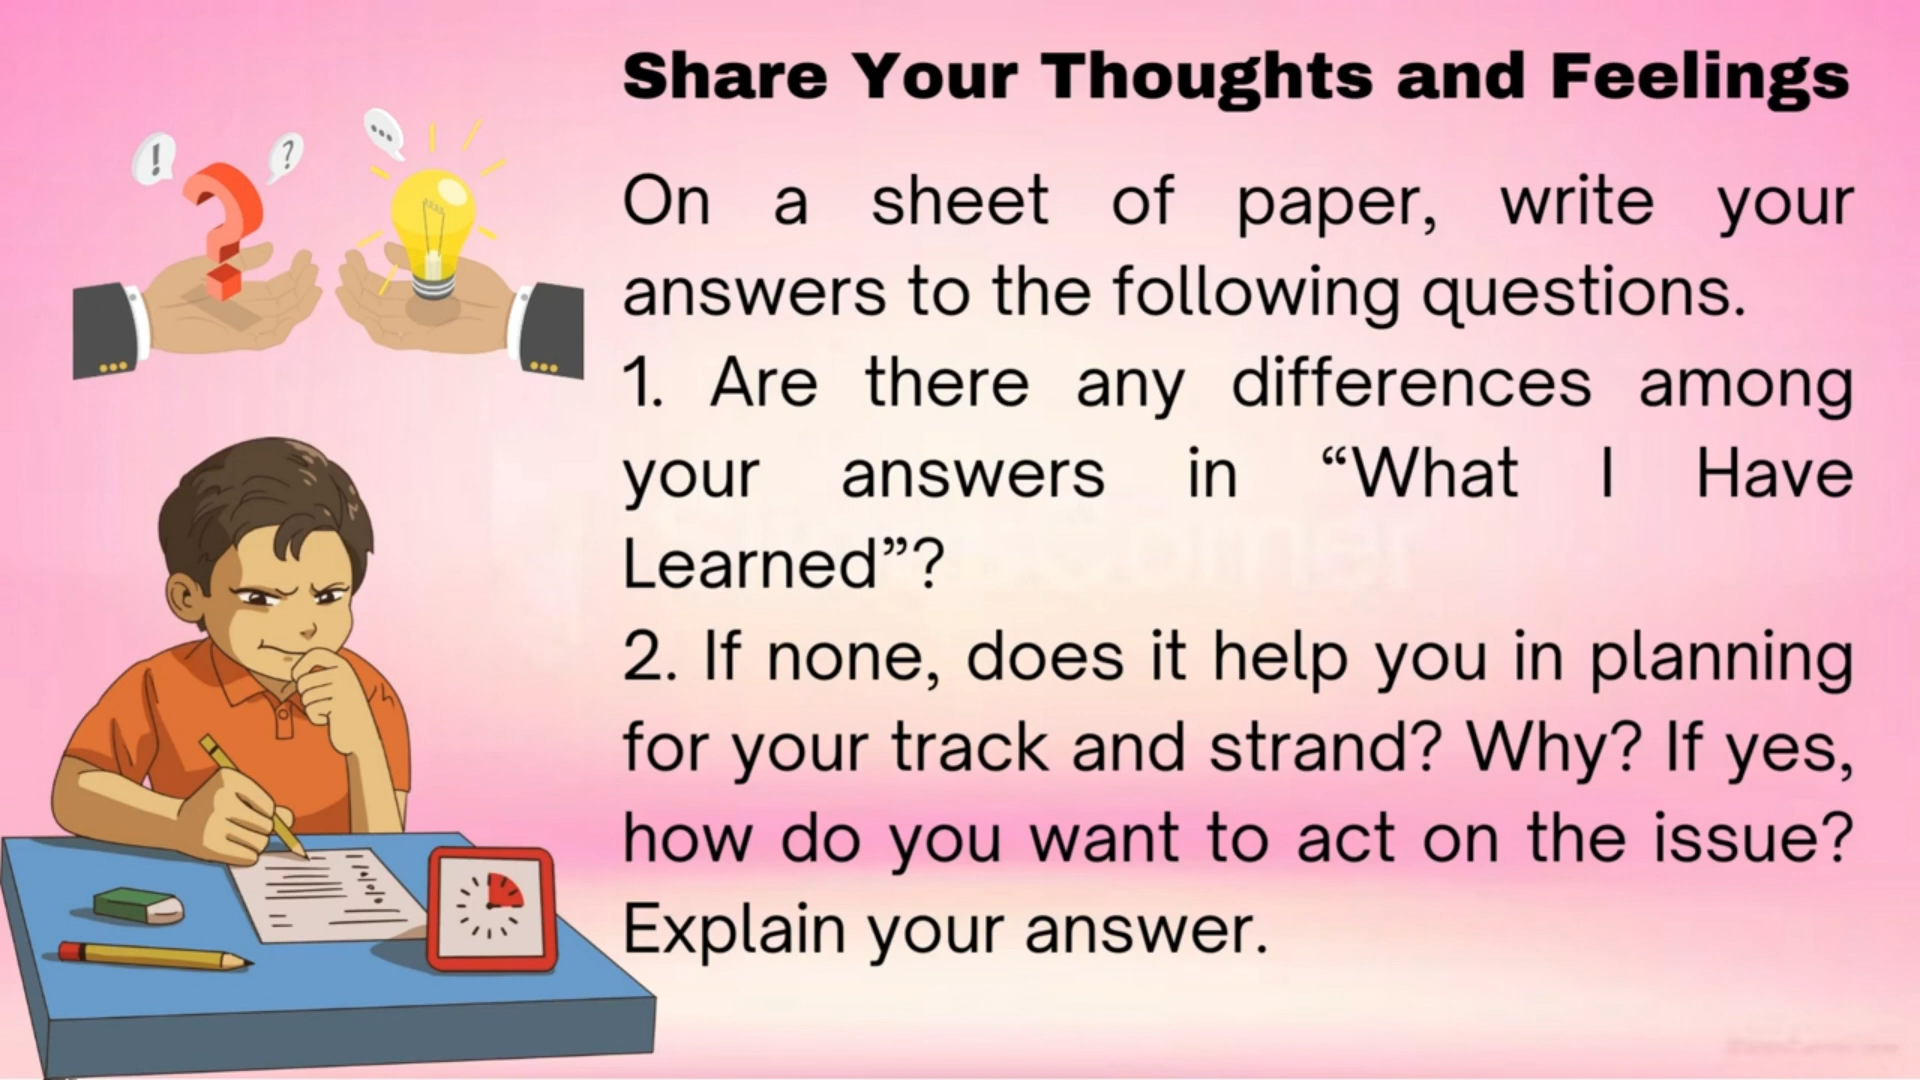 Share Your Thoughts and Feelings
On a sheet of paper, write your
answers to the following questions.
1. Are there any differences among
your answers in “What I Have
Learned”?
2. If none, does it help you in planning
for your track and strand? Why? If yes,
how do you want to act on the issue?
Explain your answer.